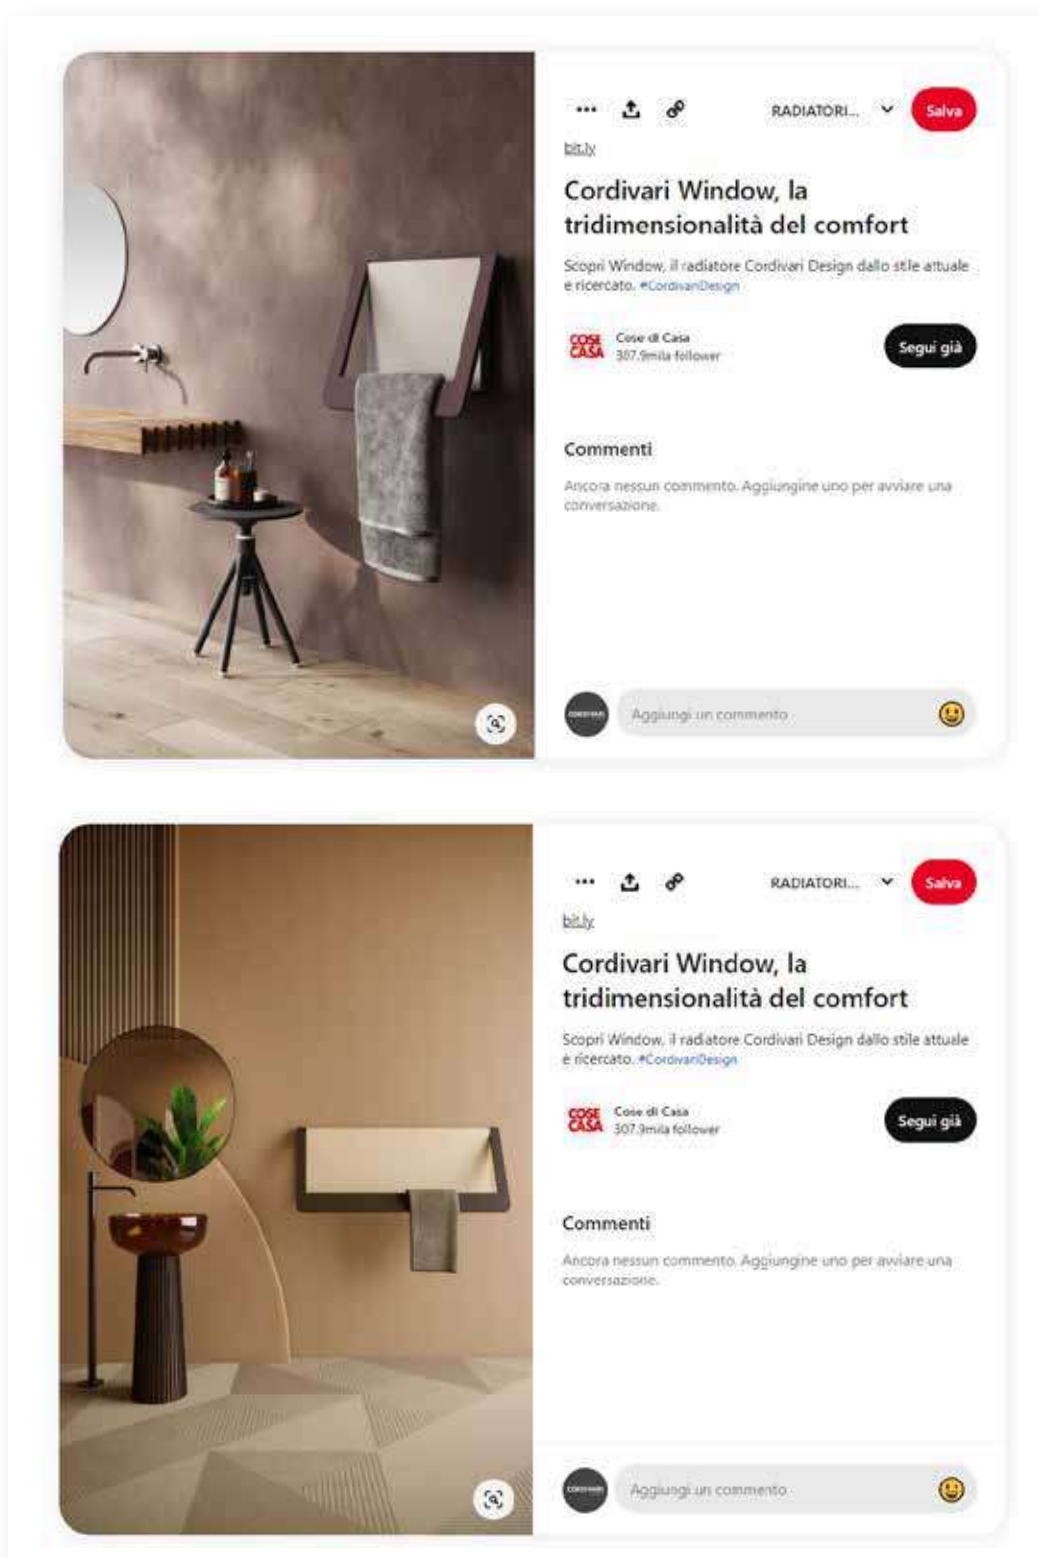 RADIATORI...
Salva
bit.ly
Cordivari Window, la
tridimensionalità del comfort
Scopri Window, il radiatore Cordivari Design dallo stile attuale
e ricercato. #CordivariDesign
COSE
CASA
Cose di Casa
307.9mila follower
Segui già
Commenti
Ancora nessun commento. Aggiungine uno per avviare una
conversazione.
CORDIVARI
Aggiungi un commento
RADIATORI...
Salva
bit.ly
Cordivari Window, la
tridimensionalità del comfort
Scopri Window, il radiatore Cordivari Design dallo stile attuale
e ricercato. #CordivariDesign
COSE
CASA
Cose di Casa
307.9mila follower
Segui già
Commenti
Ancora nessun commento. Aggiungine uno per avviare una
conversazione.
CORDIVARI
Aggiungi un commento